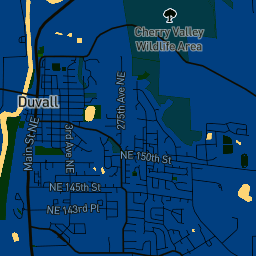 Cherry Valley
Wildlife Area
Duvall
275th Ave NE
Main St NE
3rd Ave NE
NE 150th St
NE 145th St
NE 143rd Pl